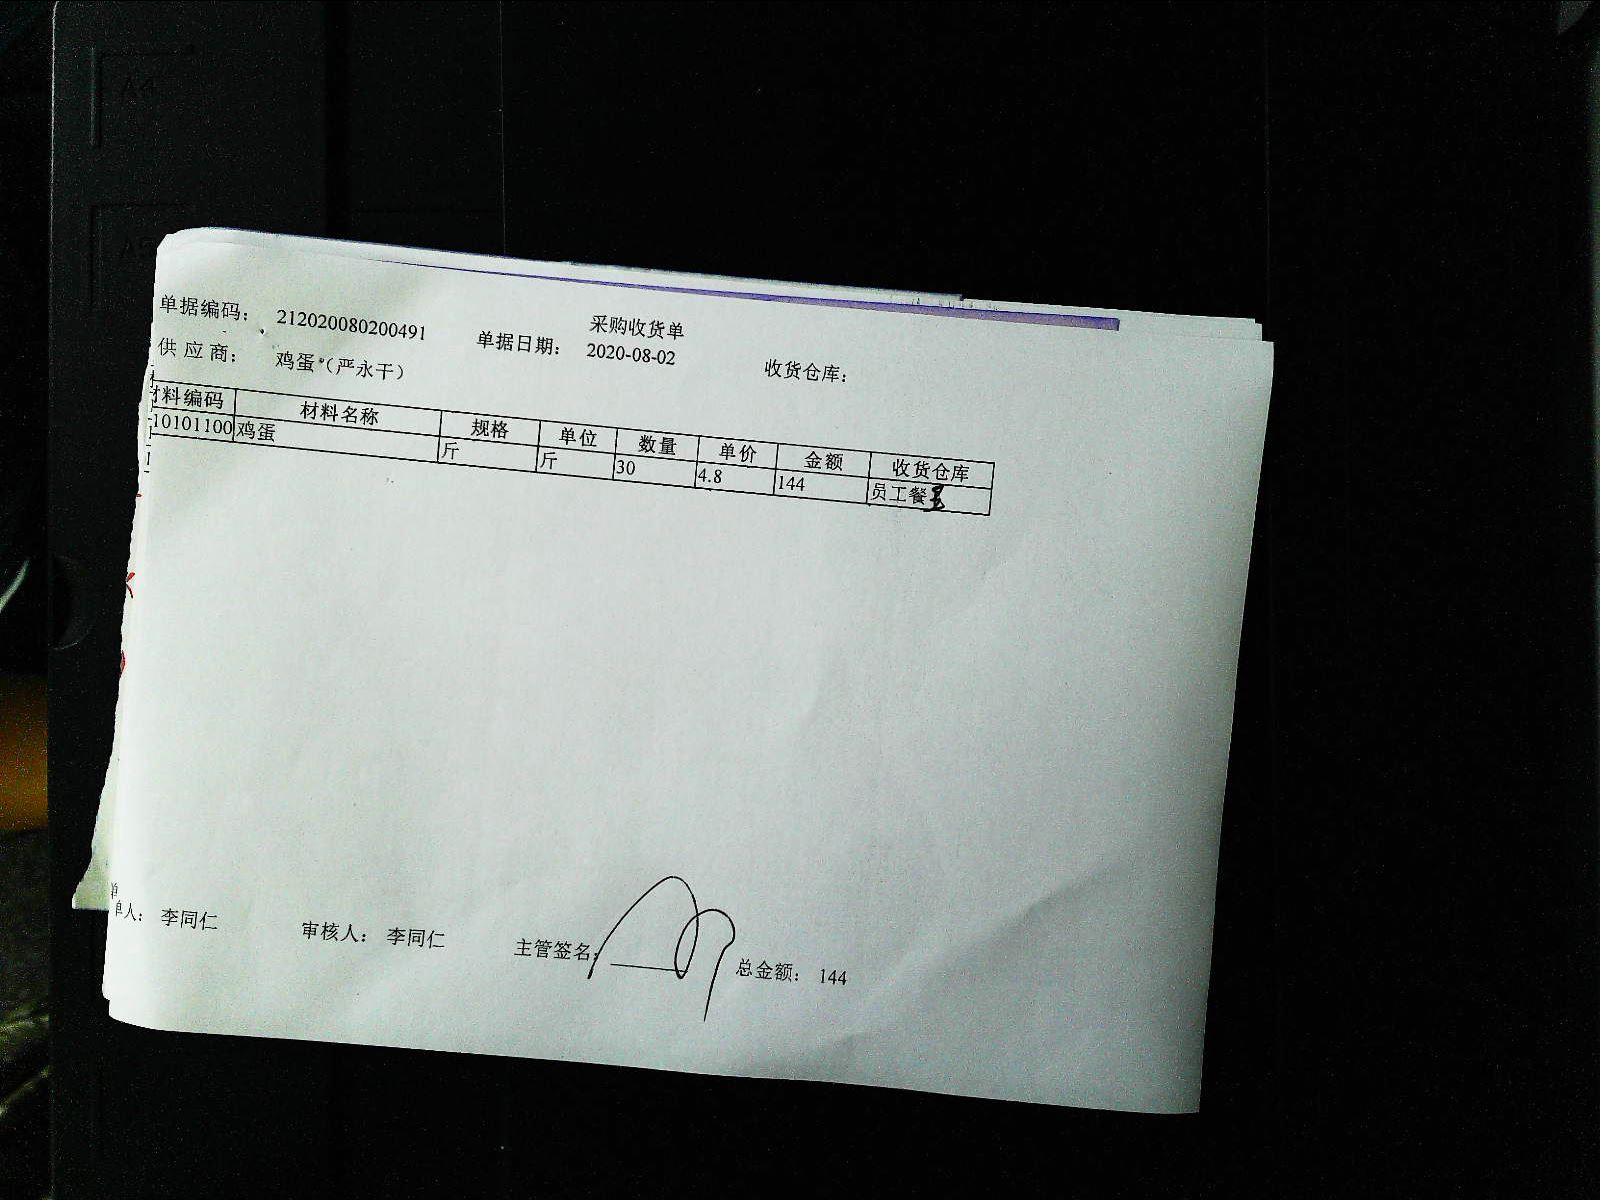 采购收货单
单据编码： 212020080200491 单据日期： 2020-08-02 收货仓库：
供应商： 鸡蛋*（严永干）
材料编码 材料名称 规格 单位 数量 单价 金额 收货仓库
10101100 鸡蛋 斤 斤 30 4.8 144 员工餐
单人： 李同仁 审核人： 李同仁 主管签名： 总金额： 144